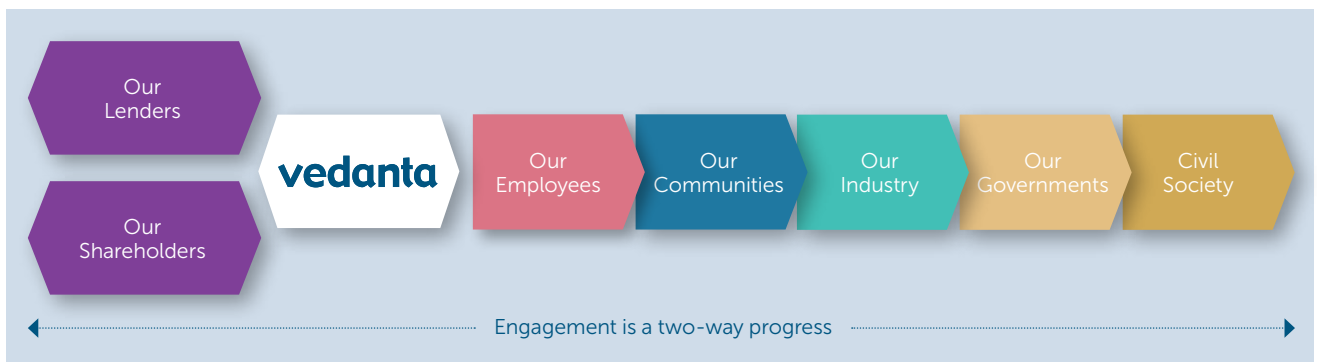 Our
Lenders
Our
Shareholders
vedanta
Our
Employees
Our
Communities
Our
Industry
Our
Governments
Civil
Society
Engagement is a two-way progress